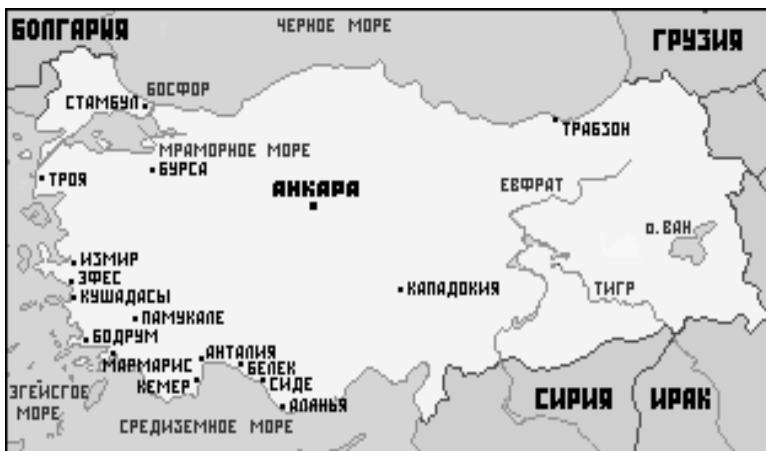 БОЛГАРИЯ
ЧЕРНОЕ МОРЕ
ГРУЗИЯ
БОСФОР
СТАМБУЛ
ТРАБЗОН
МРАМОРНОЕ МОРЕ
БУРСА
ТРОЯ
АНКАРА
ЕВФРАТ
о.ВАН
ИЗМИР
ЭФЕС
КУШАДАСЫ
КАПАДОКИЯ
ТИГР
ПАМУКАЛЕ
БОДРУМ
МАРМАРИС
АНТАЛИЯ
БЕЛЕК
КЕМЕР
СИДЕ
АЛАНЬЯ
ЭГЕЙСГОЕ
МОРЕ
СРЕДИЗЕМНОЕ МОРЕ
СИРИЯ
ИРАК